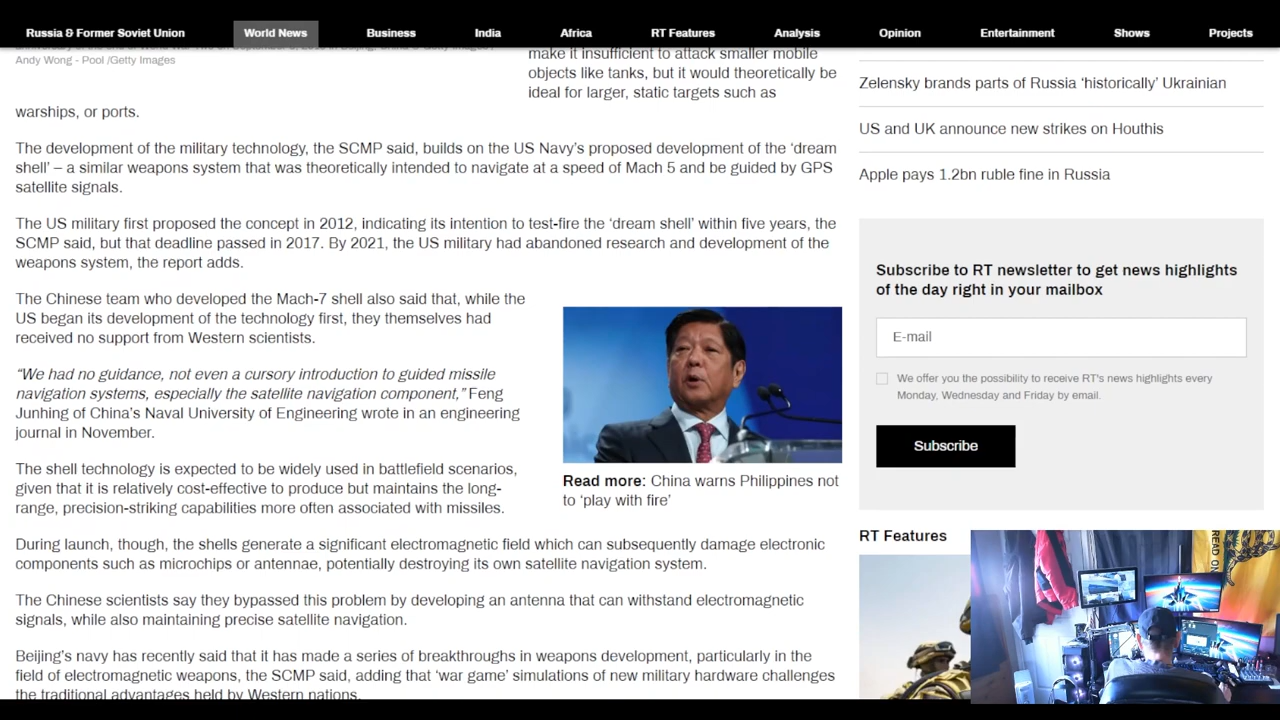 Russia & Former Soviet Union
World News
Business
India
Africa
RT Features
Analysis
Opinion
Entertainment
Shows
Projects
Andy Wong - Pool /Getty Images
make it insufficient to attack smaller mobile
objects like tanks, but it would theoretically be
ideal for larger, static targets such as
warships, or ports.
The development of the military technology, the SCMP said, builds on the US Navy's proposed development of the 'dream
shell' – a similar weapons system that was theoretically intended to navigate at a speed of Mach 5 and be guided by GPS
satellite signals.
The US military first proposed the concept in 2012, indicating its intention to test-fire the 'dream shell' within five years, the
SCMP said, but that deadline passed in 2017. By 2021, the US military had abandoned research and development of the
weapons system, the report adds.
The Chinese team who developed the Mach-7 shell also said that, while the
US began its development of the technology first, they themselves had
received no support from Western scientists.
“We had no guidance, not even a cursory introduction to guided missile
navigation systems, especially the satellite navigation component,” Feng
Junhing of China's Naval University of Engineering wrote in an engineering
journal in November.
Read more: China warns Philippines not
to 'play with fire'
The shell technology is expected to be widely used in battlefield scenarios,
given that it is relatively cost-effective to produce but maintains the long-
range, precision-striking capabilities more often associated with missiles.
During launch, though, the shells generate a significant electromagnetic field which can subsequently damage electronic
components such as microchips or antennae, potentially destroying its own satellite navigation system.
The Chinese scientists say they bypassed this problem by developing an antenna that can withstand electromagnetic
signals, while also maintaining precise satellite navigation.
Beijing's navy has recently said that it has made a series of breakthroughs in weapons development, particularly in the
field of electromagnetic weapons, the SCMP said, adding that 'war game' simulations of new military hardware challenges
the traditional advantages held by Western nations.
Zelensky brands parts of Russia 'historically' Ukrainian
US and UK announce new strikes on Houthis
Apple pays 1.2bn ruble fine in Russia
Subscribe to RT newsletter to get news highlights
of the day right in your mailbox
E-mail
We offer you the possibility to receive RT's news highlights every
Monday, Wednesday and Friday by email.
Subscribe
RT Features